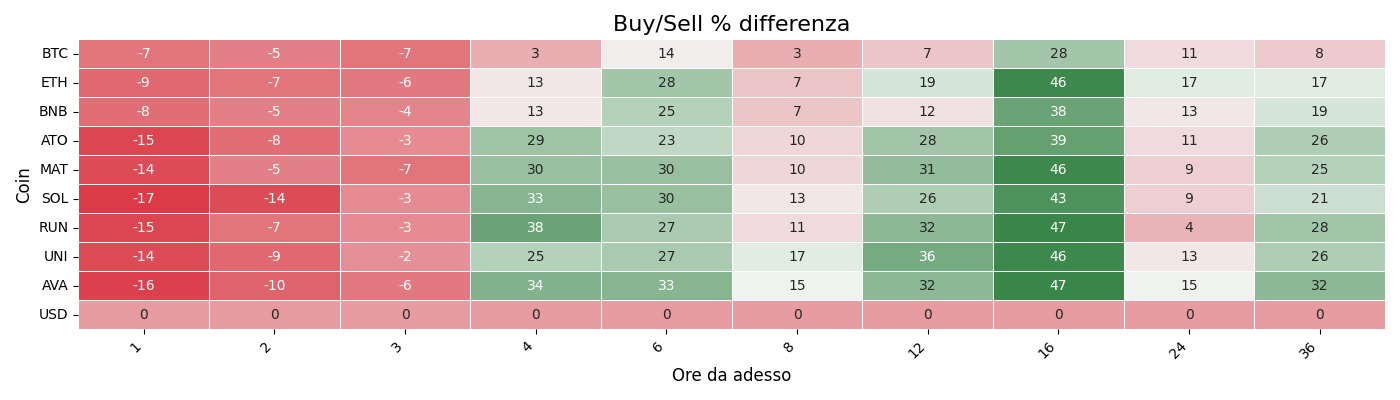 Buy/Sell % differenza
Coin
BTC -7 -5 -7 3 14 3 7 28 11 8
ETH -9 -7 -6 13 28 7 19 46 17 17
BNB -8 -5 -4 13 25 7 12 38 13 19
ATO -15 -8 -3 29 23 10 28 39 11 26
MAT -14 -5 -7 30 30 10 31 46 9 25
SOL -17 -14 -3 33 30 13 26 43 9 21
RUN -15 -7 -3 38 27 11 32 47 4 28
UNI -14 -9 -2 25 27 17 36 46 13 26
AVA -16 -10 -6 34 33 15 32 47 15 32
USD 0 0 0 0 0 0 0 0 0 0
1 2 3 4 6 8 12 16 24 36
Ore da adesso